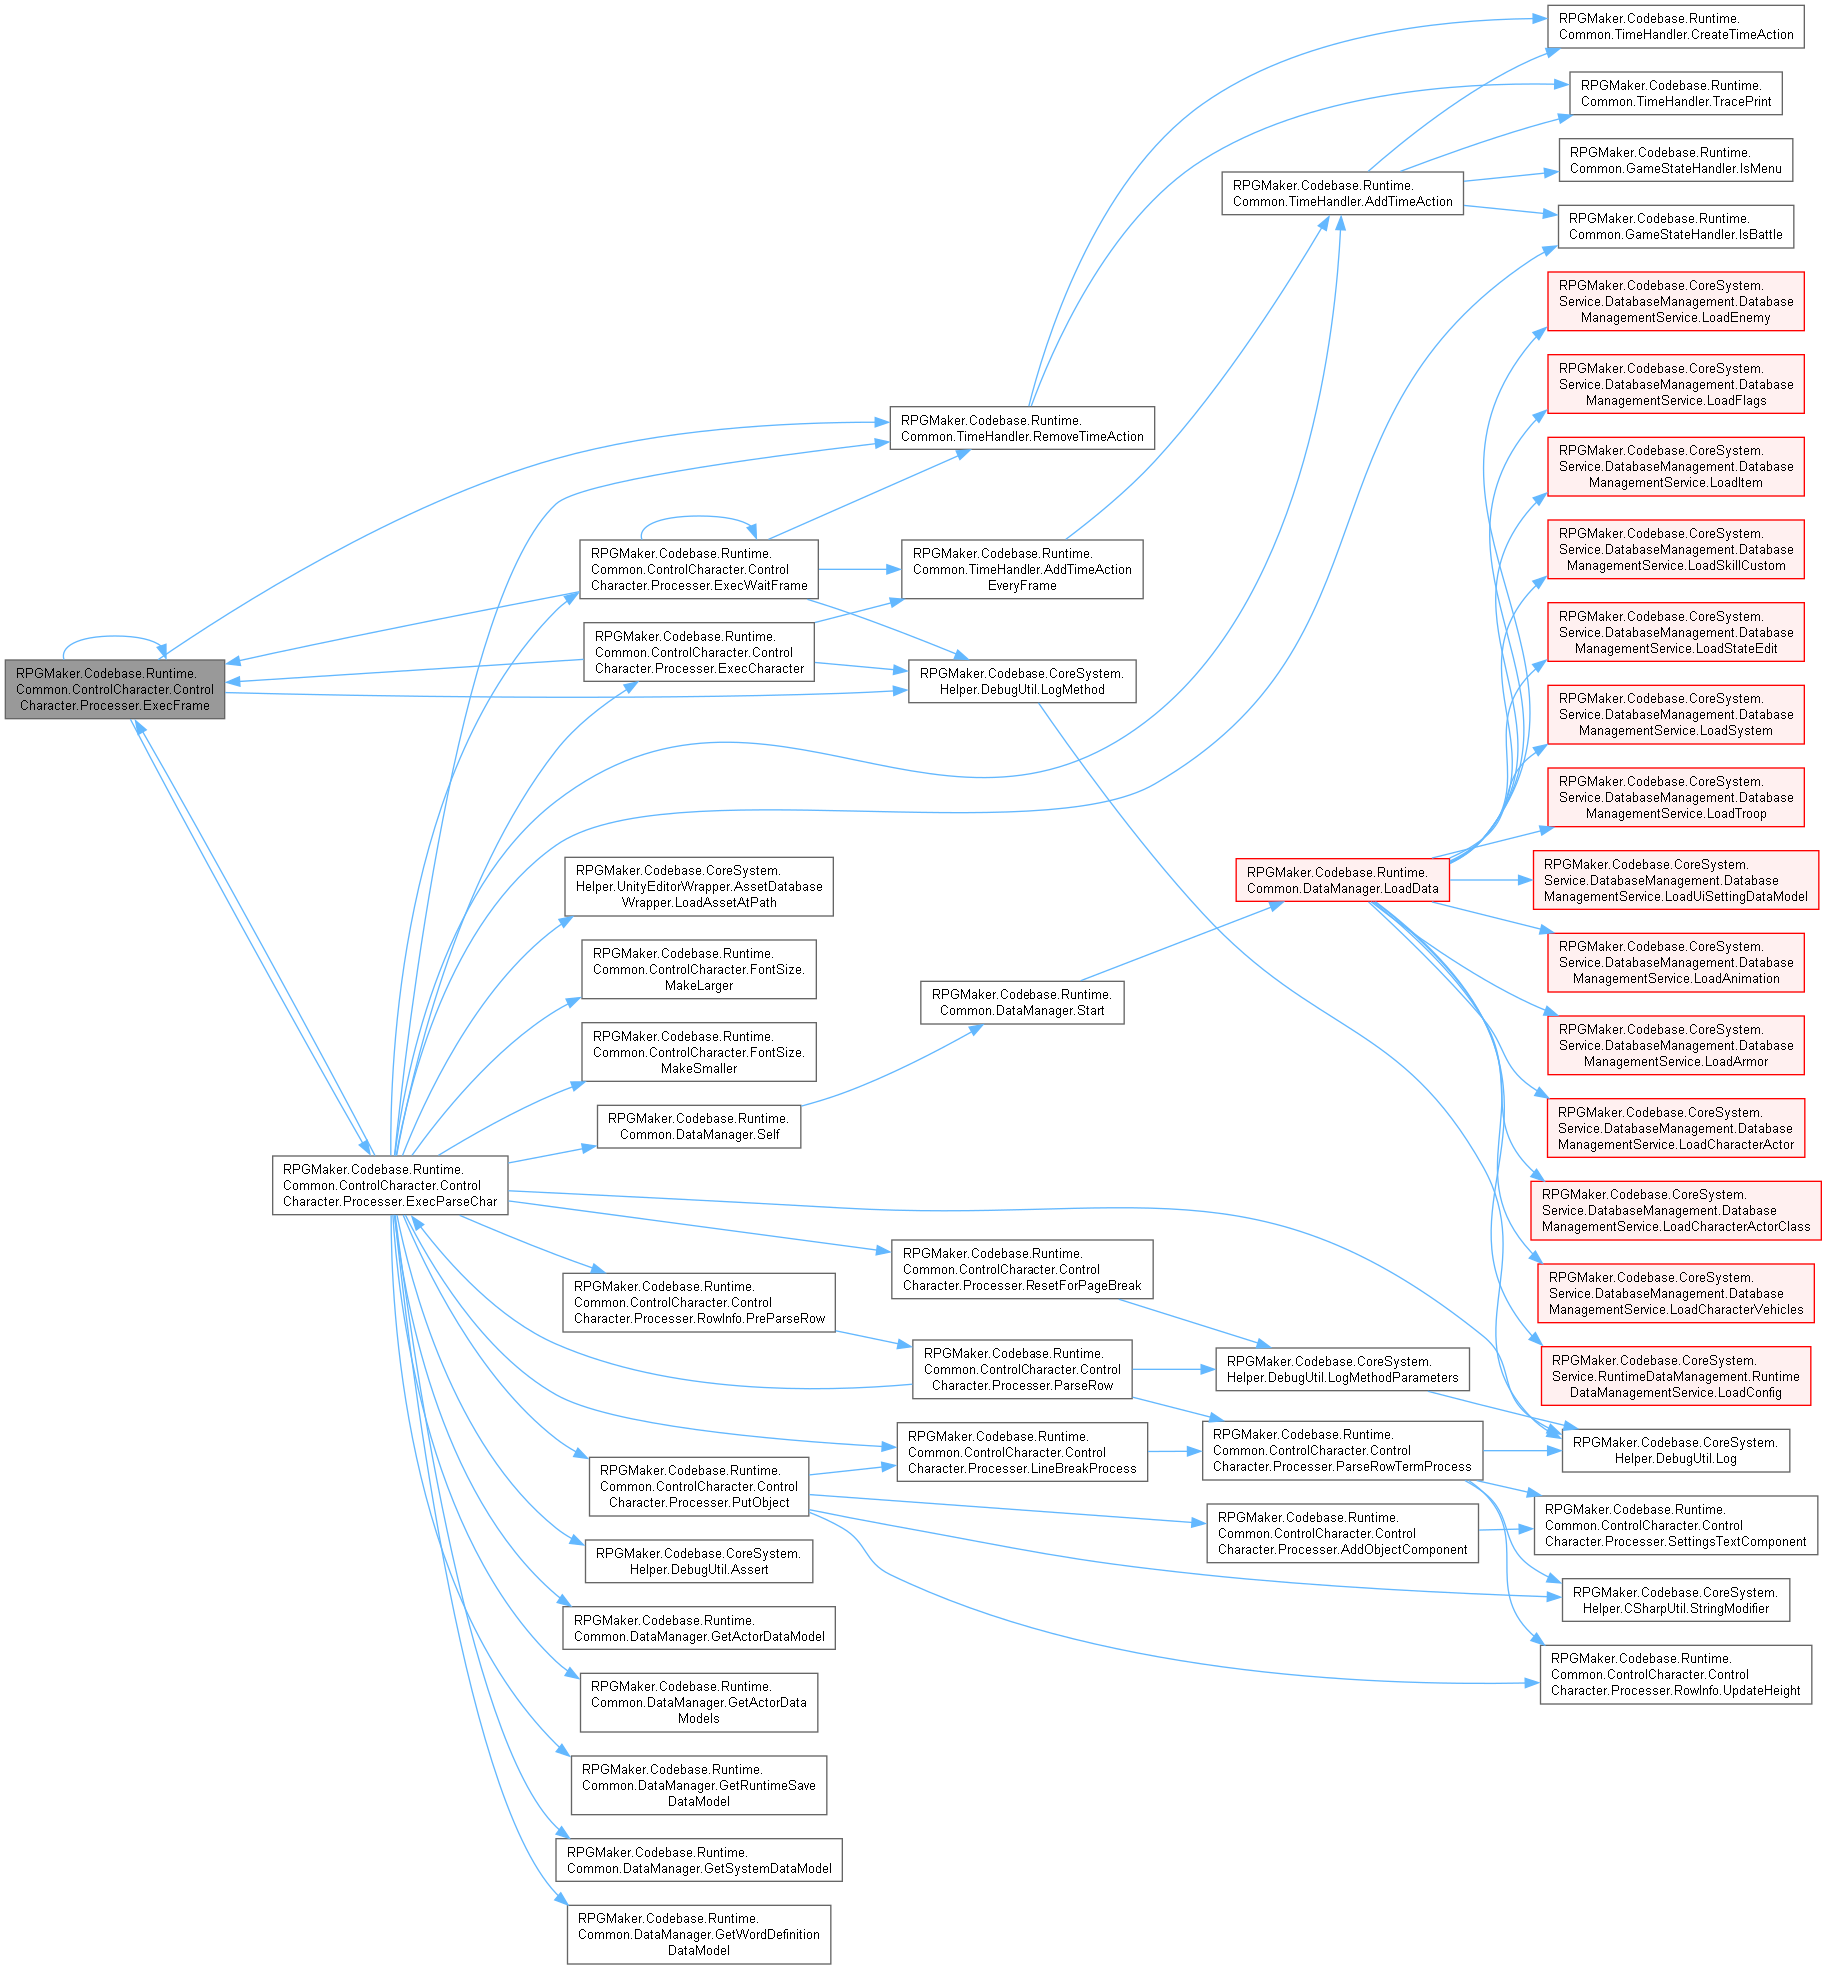 RPGMaker.Codebase.Runtime.
Common.ControlCharacter.Control
Character.Processer.ExecFrame
RPGMaker.Codebase.Runtime.
Common.ControlCharacter.Control
Character.Processer.ExecParseChar
RPGMaker.Codebase.Runtime.
Common.ControlCharacter.Control
Character.Processer.ExecWaitFrame
RPGMaker.Codebase.Runtime.
Common.ControlCharacter.Control
Character.Processer.ExecCharacter
RPGMaker.Codebase.CoreSystem.
Helper.UnityEditorWrapper.AssetDatabase
Wrapper.LoadAssetAtPath
RPGMaker.Codebase.Runtime.
Common.ControlCharacter.FontSize.
MakeLarger
RPGMaker.Codebase.Runtime.
Common.ControlCharacter.FontSize.
MakeSmaller
RPGMaker.Codebase.Runtime.
Common.DataManager.Self
RPGMaker.Codebase.Runtime.
Common.ControlCharacter.Control
Character.Processer.RowInfo.PreParseRow
RPGMaker.Codebase.Runtime.
Common.ControlCharacter.Control
Character.Processer.PutObject
RPGMaker.Codebase.CoreSystem.
Helper.DebugUtil.Assert
RPGMaker.Codebase.Runtime.
Common.DataManager.GetActorDataModel
RPGMaker.Codebase.Runtime.
Common.DataManager.GetActorData
Models
RPGMaker.Codebase.Runtime.
Common.DataManager.GetRuntimeSave
DataModel
RPGMaker.Codebase.Runtime.
Common.DataManager.GetSystemDataModel
RPGMaker.Codebase.Runtime.
Common.DataManager.GetWordDefinition
DataModel
RPGMaker.Codebase.Runtime.
Common.TimeHandler.RemoveTimeAction
RPGMaker.Codebase.Runtime.
Common.TimeHandler.AddTimeAction
EveryFrame
RPGMaker.Codebase.CoreSystem.
Helper.DebugUtil.LogMethod
RPGMaker.Codebase.Runtime.
Common.DataManager.Start
RPGMaker.Codebase.Runtime.
Common.ControlCharacter.Control
Character.Processer.ResetForPageBreak
RPGMaker.Codebase.Runtime.
Common.ControlCharacter.Control
Character.Processer.ParseRow
RPGMaker.Codebase.Runtime.
Common.ControlCharacter.Control
Character.Processer.LineBreakProcess
RPGMaker.Codebase.Runtime.
Common.TimeHandler.AddTimeAction
RPGMaker.Codebase.Runtime.
Common.DataManager.LoadData
RPGMaker.Codebase.CoreSystem.
Helper.DebugUtil.LogMethodParameters
RPGMaker.Codebase.Runtime.
Common.ControlCharacter.Control
Character.Processer.ParseRowTermProcess
RPGMaker.Codebase.Runtime.
Common.ControlCharacter.Control
Character.Processer.AddObjectComponent
RPGMaker.Codebase.Runtime.
Common.TimeHandler.CreateTimeAction
RPGMaker.Codebase.Runtime.
Common.TimeHandler.TracePrint
RPGMaker.Codebase.Runtime.
Common.GameStateHandler.IsMenu
RPGMaker.Codebase.Runtime.
Common.GameStateHandler.IsBattle
RPGMaker.Codebase.CoreSystem.
Service.DatabaseManagement.Database
ManagementService.LoadEnemy
RPGMaker.Codebase.CoreSystem.
Service.DatabaseManagement.Database
ManagementService.LoadFlags
RPGMaker.Codebase.CoreSystem.
Service.DatabaseManagement.Database
ManagementService.LoadItem
RPGMaker.Codebase.CoreSystem.
Service.DatabaseManagement.Database
ManagementService.LoadSkillCustom
RPGMaker.Codebase.CoreSystem.
Service.DatabaseManagement.Database
ManagementService.LoadStateEdit
RPGMaker.Codebase.CoreSystem.
Service.DatabaseManagement.Database
ManagementService.LoadSystem
RPGMaker.Codebase.CoreSystem.
Service.DatabaseManagement.Database
ManagementService.LoadTroop
RPGMaker.Codebase.CoreSystem.
Service.DatabaseManagement.Database
ManagementService.LoadUiSettingDataModel
RPGMaker.Codebase.CoreSystem.
Service.DatabaseManagement.Database
ManagementService.LoadAnimation
RPGMaker.Codebase.CoreSystem.
Service.DatabaseManagement.Database
ManagementService.LoadArmor
RPGMaker.Codebase.CoreSystem.
Service.DatabaseManagement.Database
ManagementService.LoadCharacterActor
RPGMaker.Codebase.CoreSystem.
Service.DatabaseManagement.Database
ManagementService.LoadCharacterActorClass
RPGMaker.Codebase.CoreSystem.
Service.DatabaseManagement.Database
ManagementService.LoadCharacterVehicles
RPGMaker.Codebase.CoreSystem.
Service.RuntimeDataManagement.Runtime
DataManagementService.LoadConfig
RPGMaker.Codebase.CoreSystem.
Helper.DebugUtil.Log
RPGMaker.Codebase.Runtime.
Common.ControlCharacter.Control
Character.Processer.SettingsTextComponent
RPGMaker.Codebase.CoreSystem.
Helper.CSharpUtil.StringModifier
RPGMaker.Codebase.Runtime.
Common.ControlCharacter.Control
Character.Processer.RowInfo.UpdateHeight